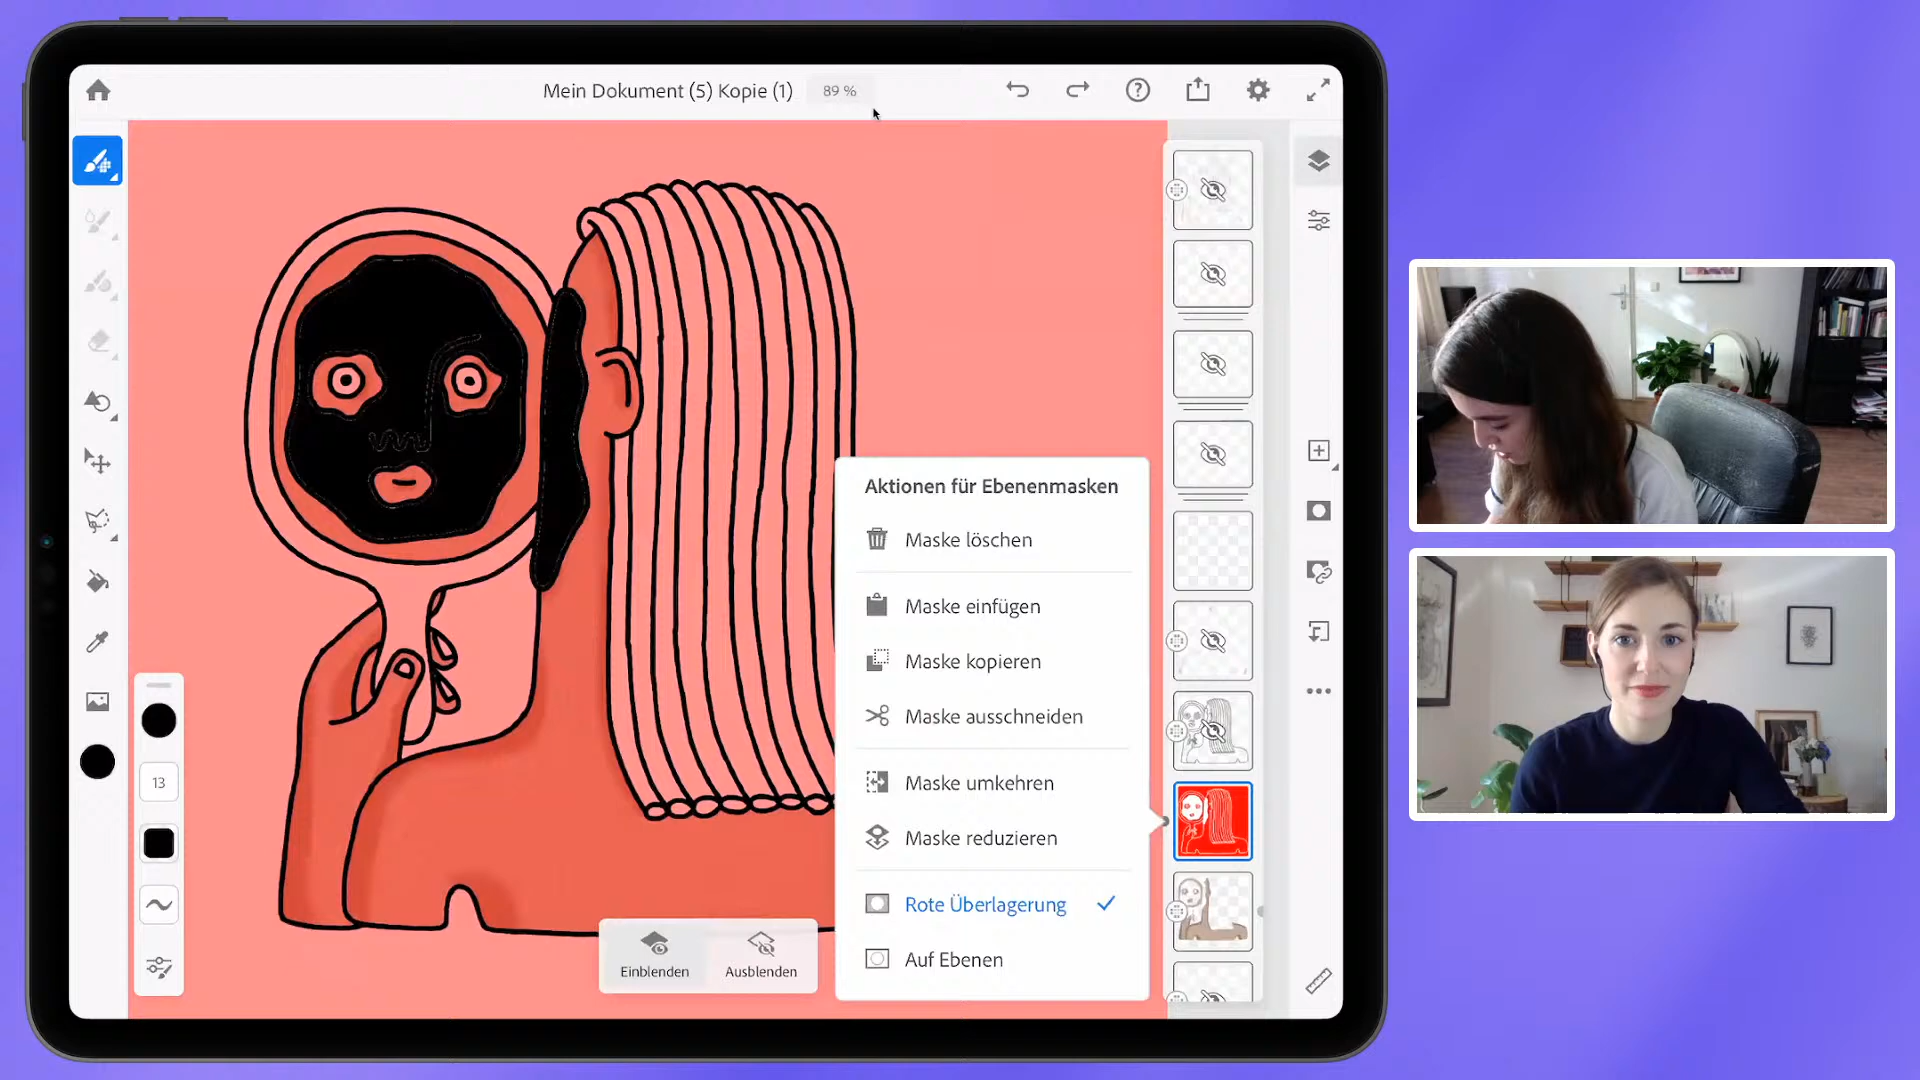 Mein Dokument (5) Kopie (1) 89 %
Aktionen für Ebenenmasken
Maske löschen
Maske einfügen
Maske kopieren
Maske ausschneiden
Maske umkehren
Maske reduzieren
Rote Überlagerung
Auf Ebenen
13
Einblenden Ausblenden